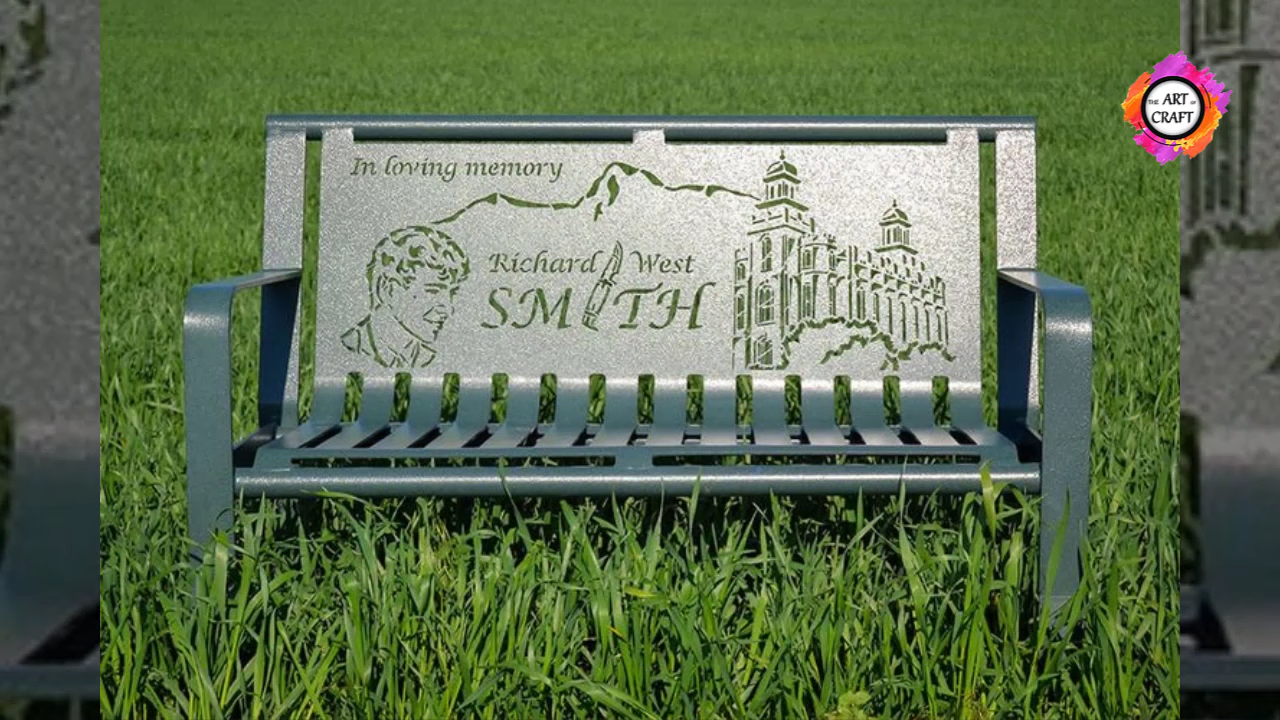 In loving memory
Richard West
SMITH
THE ART OF
CRAFT